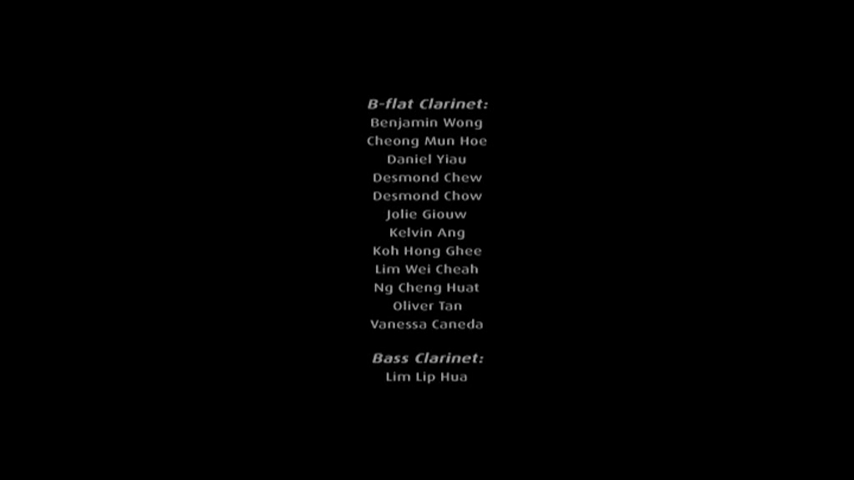 B-flat Clarinet:
Benjamin Wong
Cheong Mun Hoe
Daniel Yiau
Desmond Chew
Desmond Chow
Jolie Giouw
Kelvin Ang
Koh Hong Ghee
Lim Wei Cheah
Ng Cheng Huat
Oliver Tan
Vanessa Caneda
Bass Clarinet:
Lim Lip Hua